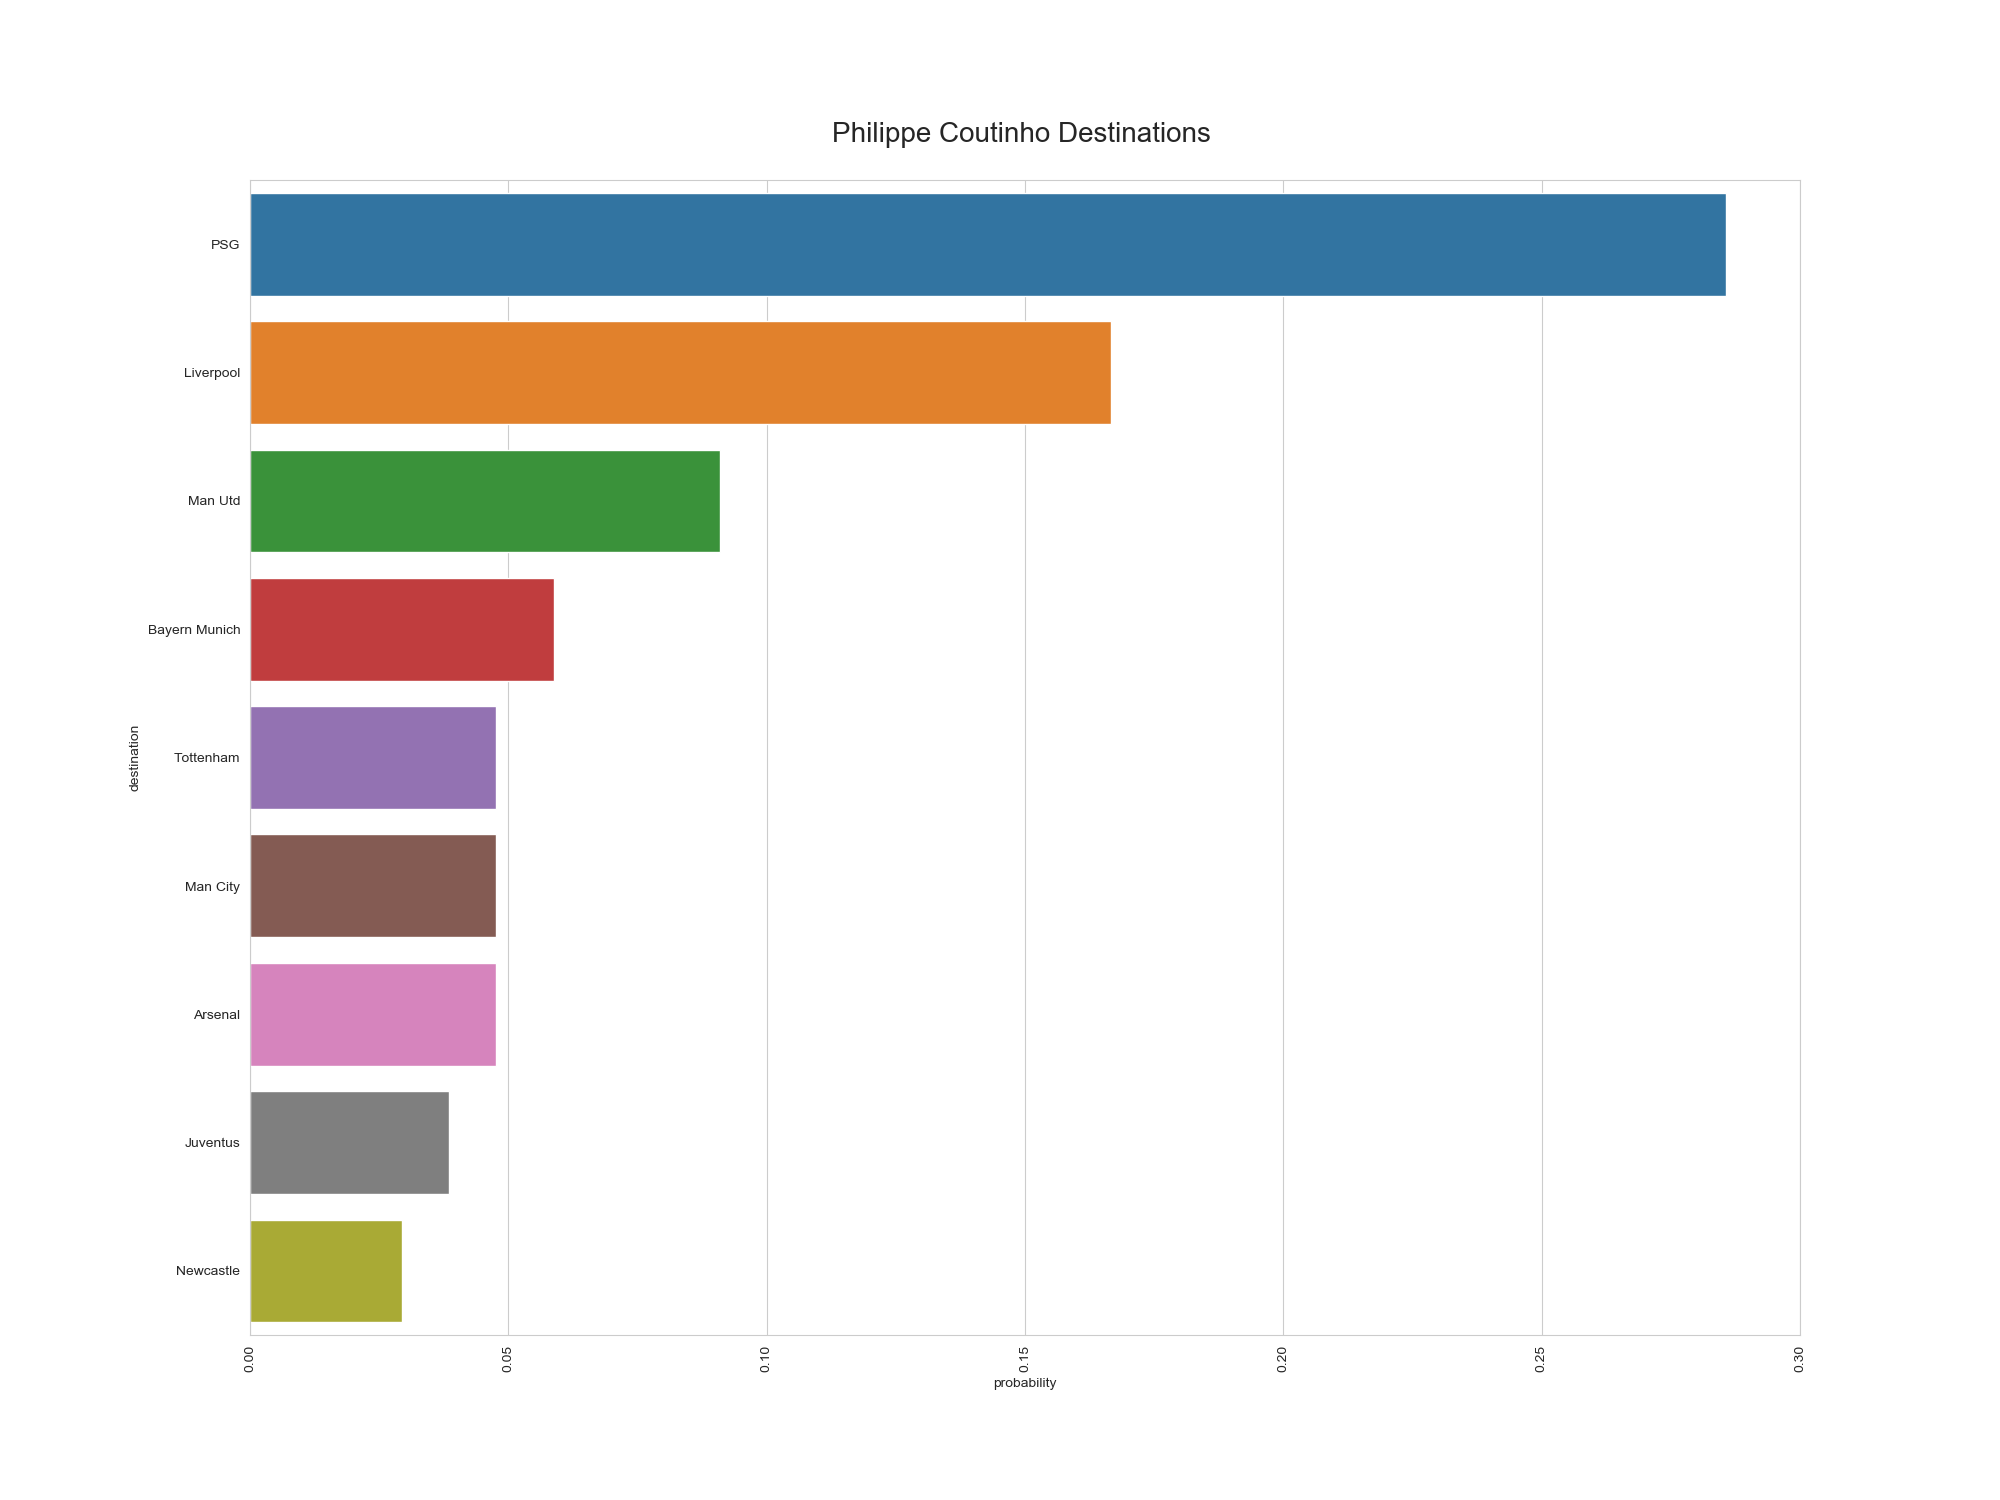 Philippe Coutinho Destinations
PSG
Liverpool
Man Utd
Bayern Munich
Tottenham
Man City
Arsenal
Juventus
Newcastle
destination
0.00 0.05 0.10 0.15 0.20 0.25 0.30
probability